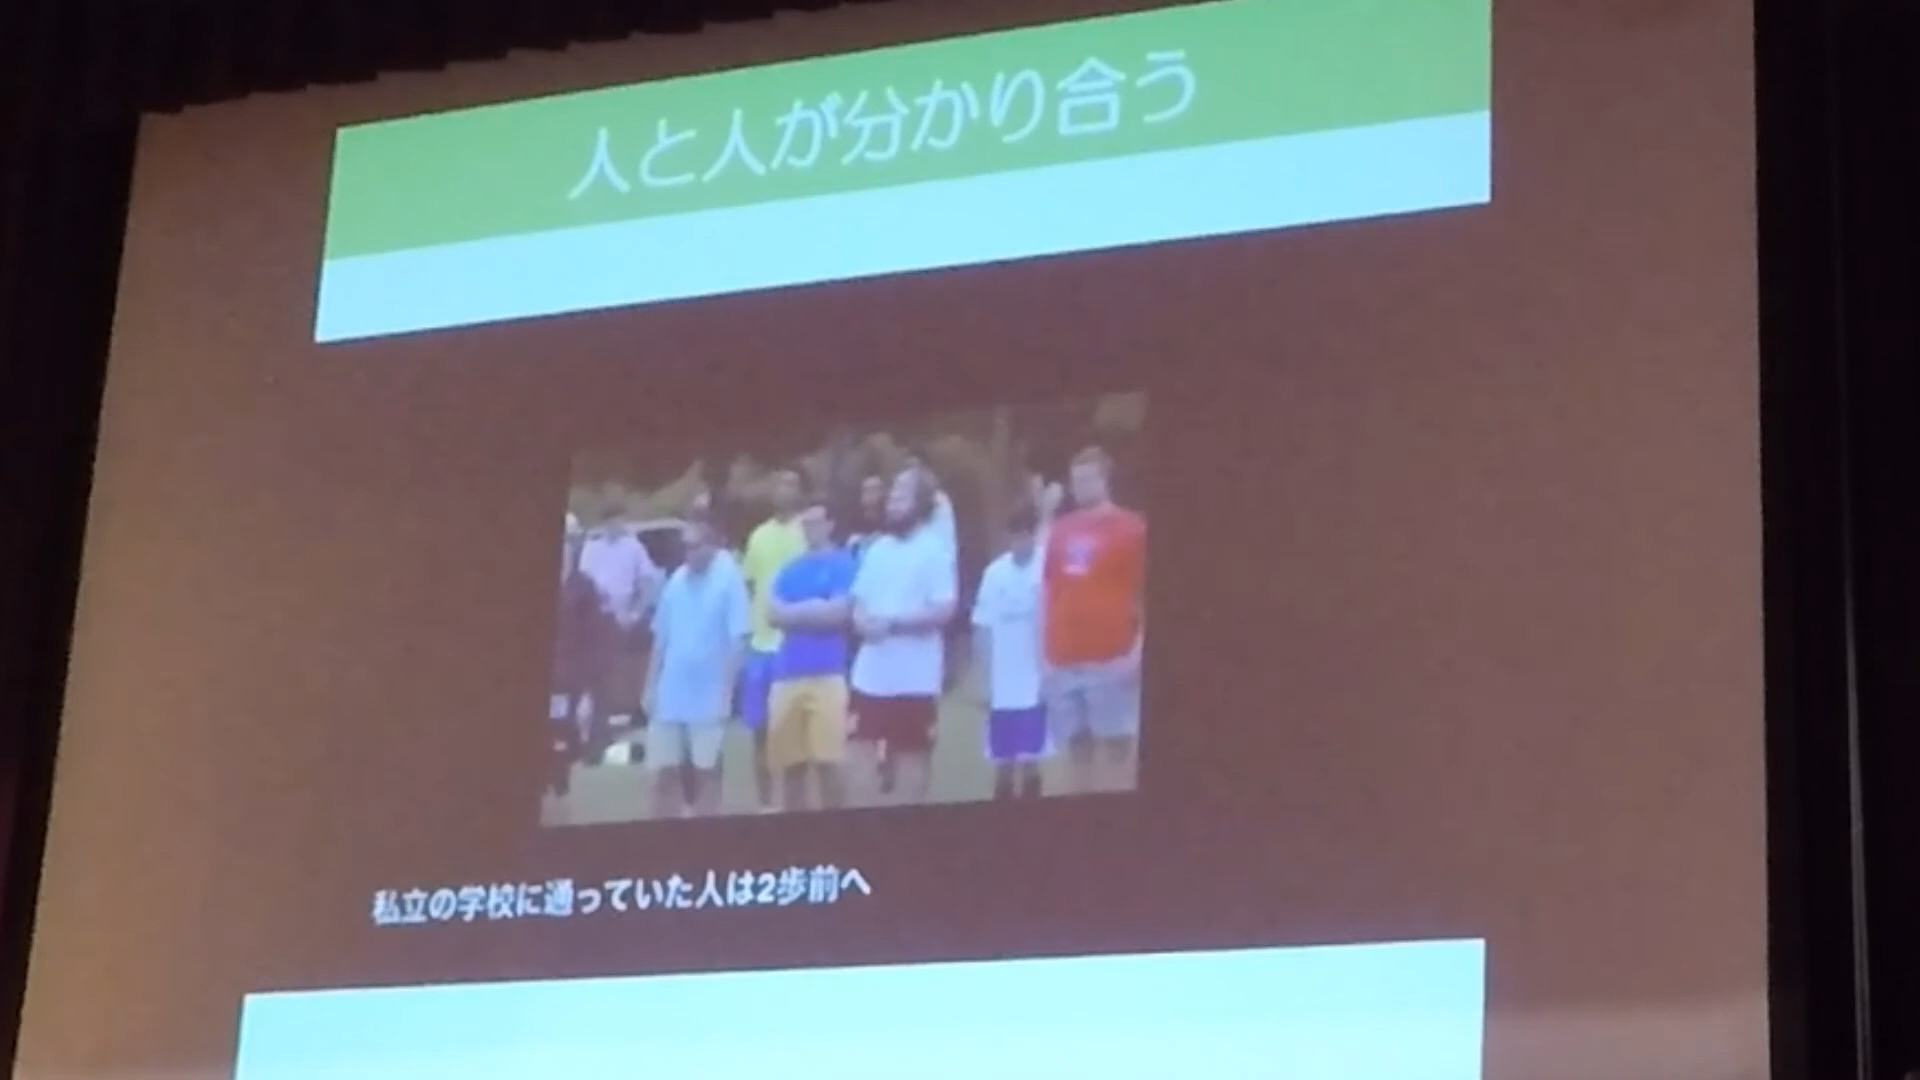 人と人が分かり合う
私立の学校に通っていた人は2歩前へ